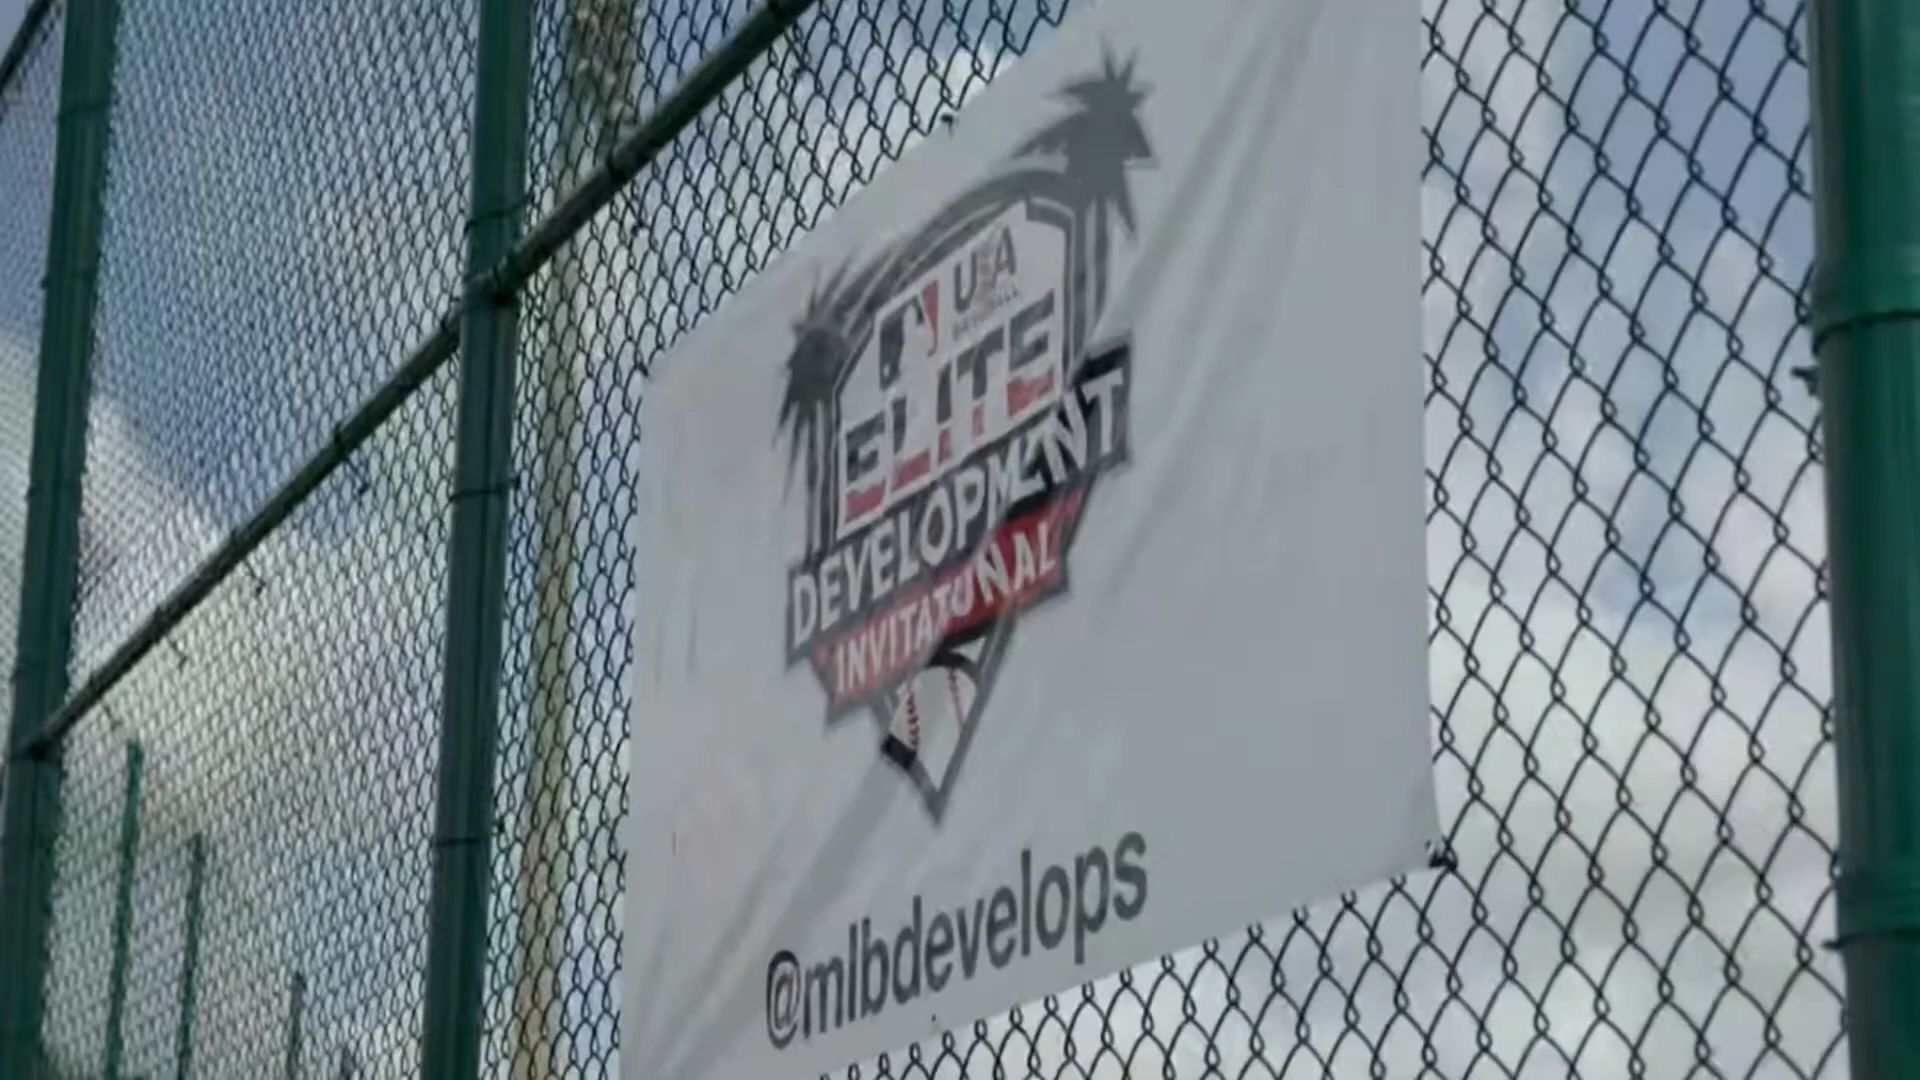 USA
BASEBALL
ELITE
DEVELOPMENT
INVITATIONAL
@mlbdevelops